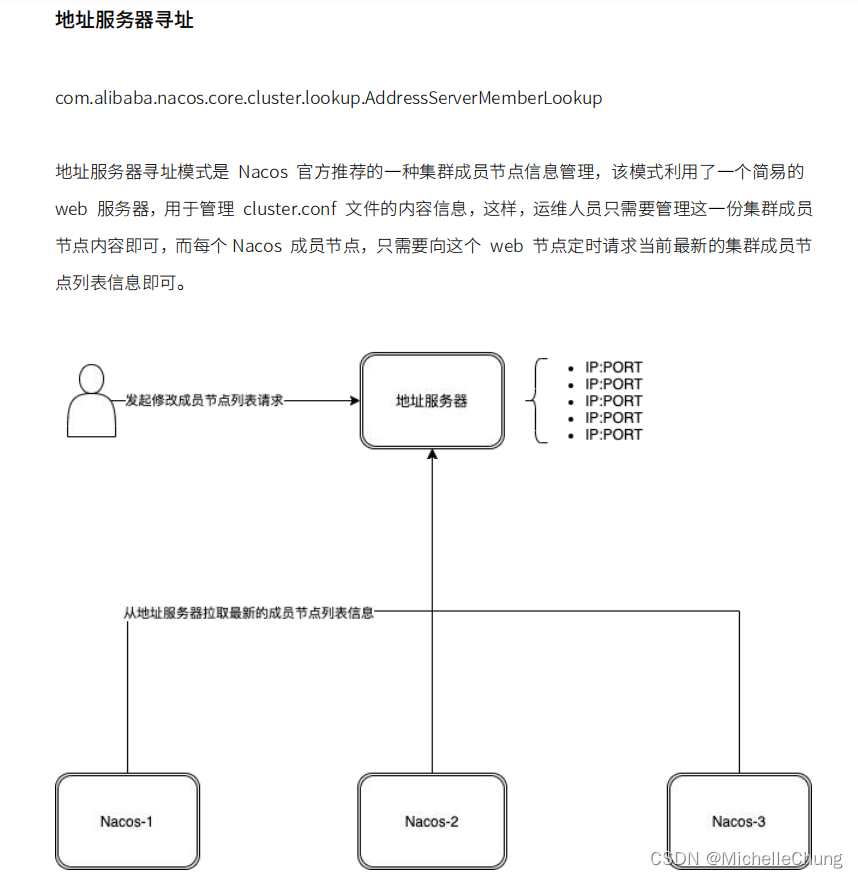 地址服务器寻址
com.alibaba.nacos.core.cluster.lookup.AddressServerMemberLookup
地址服务器寻址模式是 Nacos 官方推荐的一种集群成员节点信息管理，该模式利用了一个简易的
web 服务器，用于管理 cluster.conf 文件的内容信息，这样，运维人员只需要管理这一份集群成员
节点内容即可，而每个 Nacos 成员节点，只需要向这个 web 节点定时请求当前最新的集群成员节
点列表信息即可。
发起修改成员节点列表请求
地址服务器
• IP:PORT
• IP:PORT
• IP:PORT
• IP:PORT
• IP:PORT
从地址服务器拉取最新的成员节点列表信息
Nacos-1
Nacos-2
Nacos-3
CSDN @MichelleChung